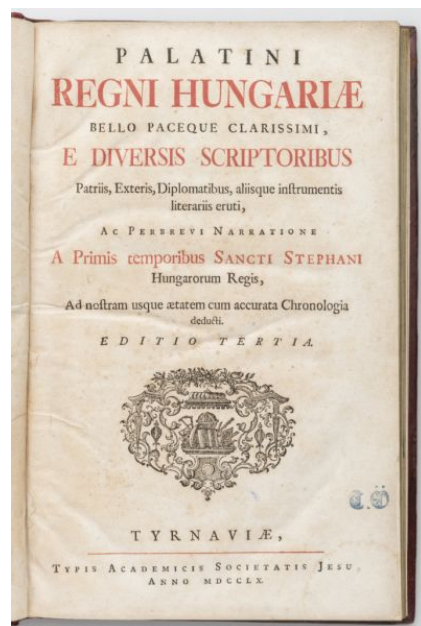 PALATINI
REGNI HUNGARIÆ
BELLO PACEQUE CLARISSIMI,
E DIVERSIS SCRIPTORIBUS
Patriis, Exteris, Diplomatibus, aliisque inſtrumentis
literariis eruti,
AC PERBREVI NARRATIONE
A Primis temporibus SANCTI STEPHANI
Hungarorum Regis,
Ad noſtram usque ætatem cum accurata Chronologia
deducti.
EDITIO TERTIA.
C.Ö
TYRNAVIÆ,
TYPIS ACADEMICIS SOCIETATIS JESU,
ANNO MDCCLX.